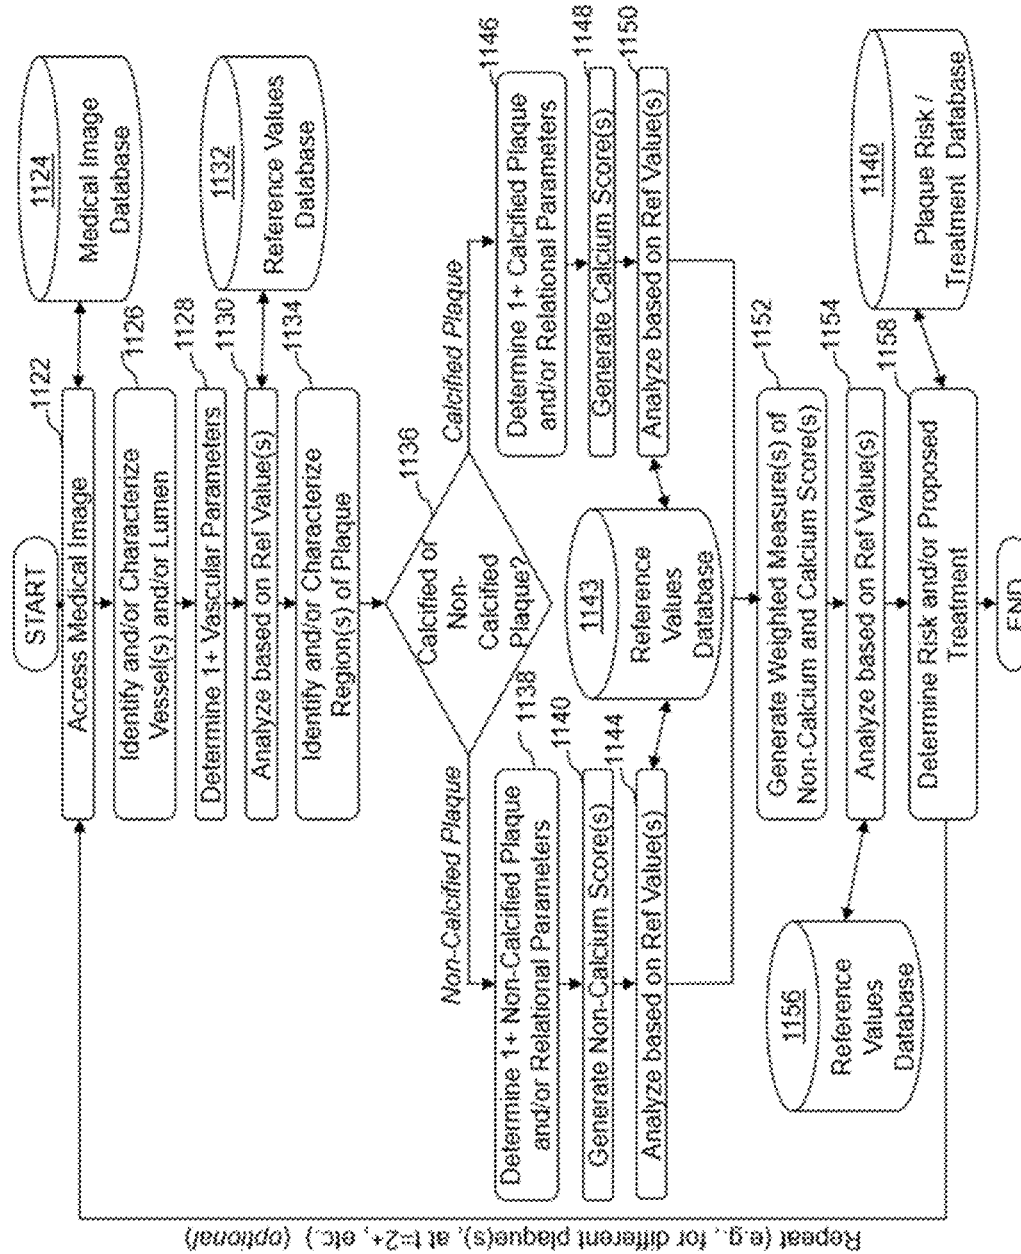 START
1122
Access Medical Image
1124
Medical Image
Database
1126
Identify and/or Characterize
Vessel(s) and/or Lumen
1128
Determine 1+ Vascular Parameters
1130
Analyze based on Ref Value(s)
1132
Reference Values
Database
1134
Identify and/or Characterize
Region(s) of Plaque
1136
Calcified or
Non-
Calcified
Plaque?
Non-Calcified Plaque
Calcified Plaque
1138
Determine 1+ Non-Calcified Plaque
and/or Relational Parameters
1140
Generate Non-Calcium Score(s)
1144
Analyze based on Ref Value(s)
1143
Reference
Values
Database
1146
Determine 1+ Calcified Plaque
and/or Relational Parameters
1148
Generate Calcium Score(s)
1150
Analyze based on Ref Value(s)
1152
Generate Weighted Measure(s) of
Non-Calcium and Calcium Score(s)
1154
Analyze based on Ref Value(s)
1156
Reference
Values
Database
1158
Determine Risk and/or Proposed
Treatment
1140
Plaque Risk /
Treatment Database
END
Repeat (e.g., for different plaque(s), at t=2+, etc.) (optional)